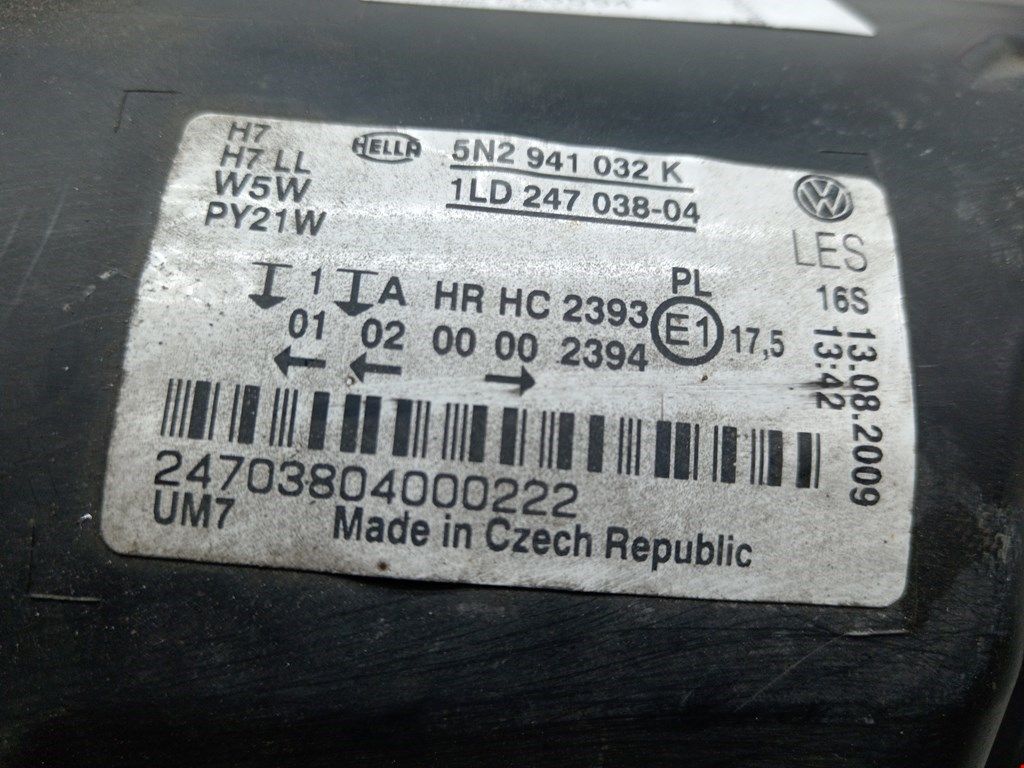 H7
H7 LL
W5W
PY21W
HELLA
5N2 941 032 K
1LD 247 038-04
LES
16S 13.08.2009
13:42
1 A HR HC 2393 PL
01 02 00 00 2394 E1 17,5
24703804000222
UM7
Made in Czech Republic